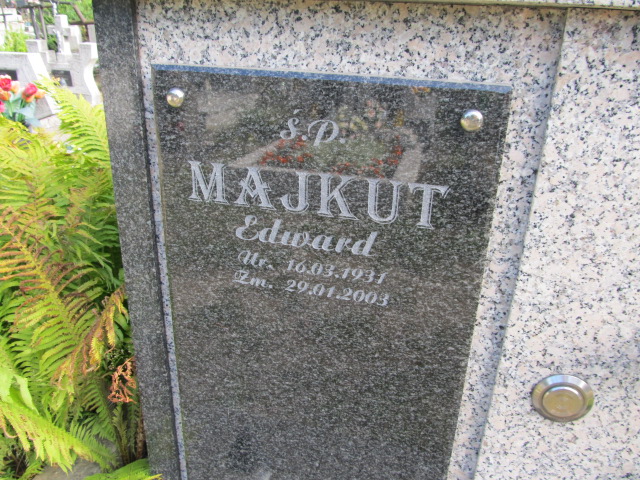 Ś.P.
MAJKUT
Edward
Ur. 16.03.1931
Zm. 29.01.2003